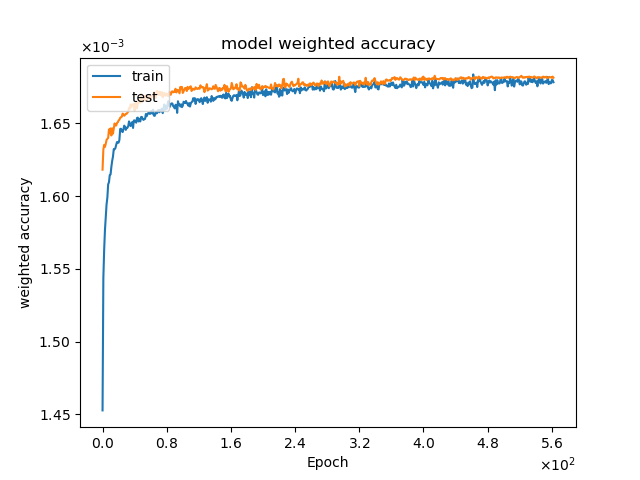 model weighted accuracy
×10⁻³
train
test
1.65
1.60
1.55
1.50
1.45
weighted accuracy
0.0 0.8 1.6 2.4 3.2 4.0 4.8 5.6
Epoch
×10²